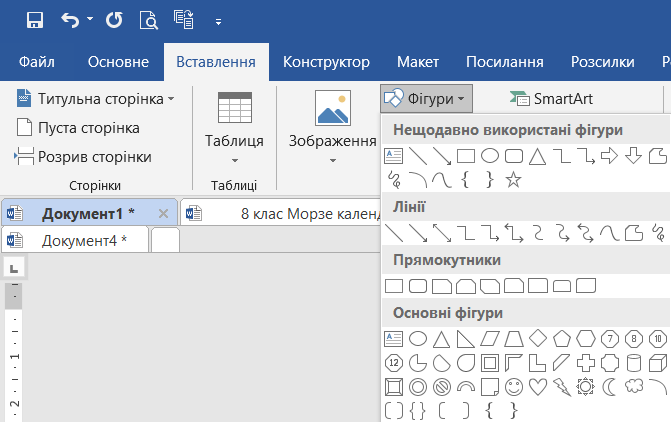 Файл Основне Вставлення Конструктор Макет Посилання Розсилки
Титульна сторінка
Пуста сторінка
Розрив сторінки
Сторінки
Таблиця
Таблиці
Зображення
Фігури
SmartArt
Документ1 *
8 клас Морзе календ
Документ4 *
L
1
2
Нещодавно використані фігури
Лінії
Прямокутники
Основні фігури
7 8 10
12